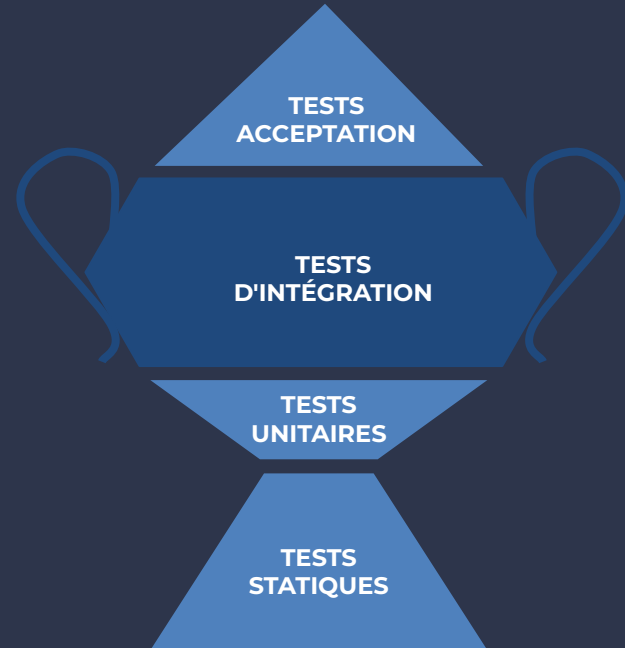 TESTS
ACCEPTATION
TESTS
D'INTÉGRATION
TESTS
UNITAIRES
TESTS
STATIQUES